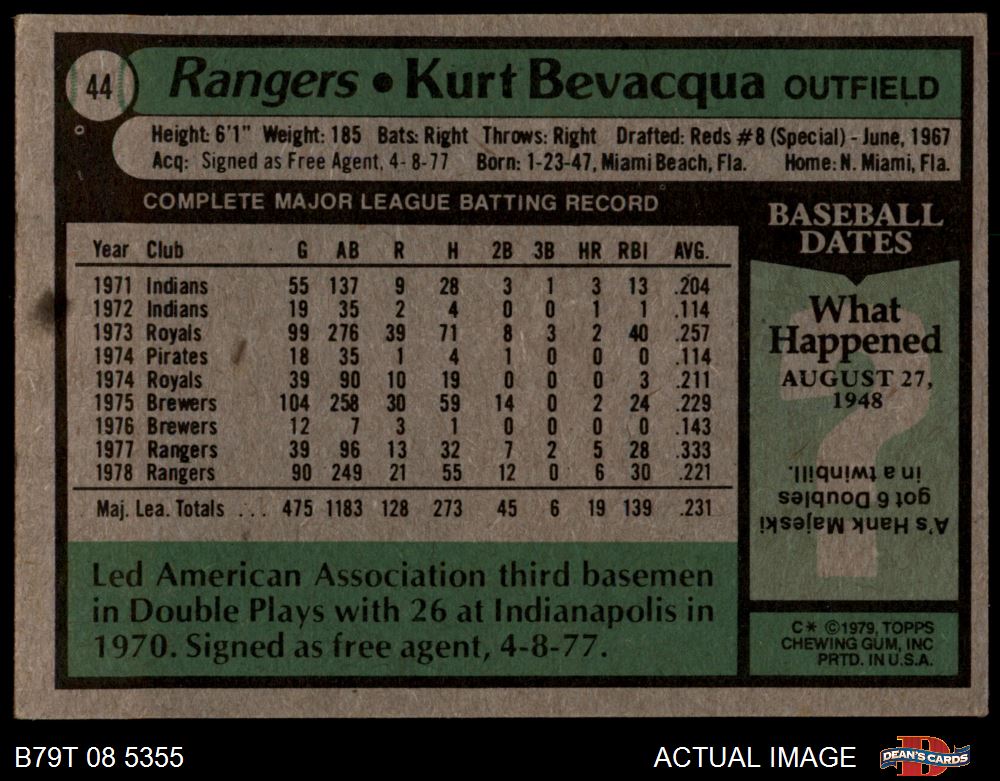 44 Rangers • Kurt Bevacqua OUTFIELD
Height: 6'1" Weight: 185 Bats: Right Throws: Right Drafted: Reds #8 (Special) - June, 1967
Acq: Signed as Free Agent, 4-8-77 Born: 1-23-47, Miami Beach, Fla. Home: N. Miami, Fla.
COMPLETE MAJOR LEAGUE BATTING RECORD
Year Club G AB R H 2B 3B HR RBI AVG.
1971 Indians 55 137 9 28 3 1 3 13 .204
1972 Indians 19 35 2 4 0 0 1 1 .114
1973 Royals 99 276 39 71 8 3 2 40 .257
1974 Pirates 18 35 1 4 1 0 0 0 .114
1974 Royals 39 90 10 19 0 0 0 3 .211
1975 Brewers 104 258 30 59 14 0 2 24 .229
1976 Brewers 12 7 3 1 0 0 0 0 .143
1977 Rangers 39 96 13 32 7 2 5 28 .333
1978 Rangers 90 249 21 55 12 0 6 30 .221
Maj. Lea. Totals ... 475 1183 128 273 45 6 19 139 .231
Led American Association third basemen
in Double Plays with 26 at Indianapolis in
1970. Signed as free agent, 4-8-77.
BASEBALL
DATES
What
Happened
AUGUST 27,
1948
?
A's Hank Majeski
got 6 Doubles
in a twinbill.
C* ©1979, TOPPS
CHEWING GUM, INC
PRTD. IN U.S.A.
B79T 08 5355
ACTUAL IMAGE
D
DEAN'S CARDS